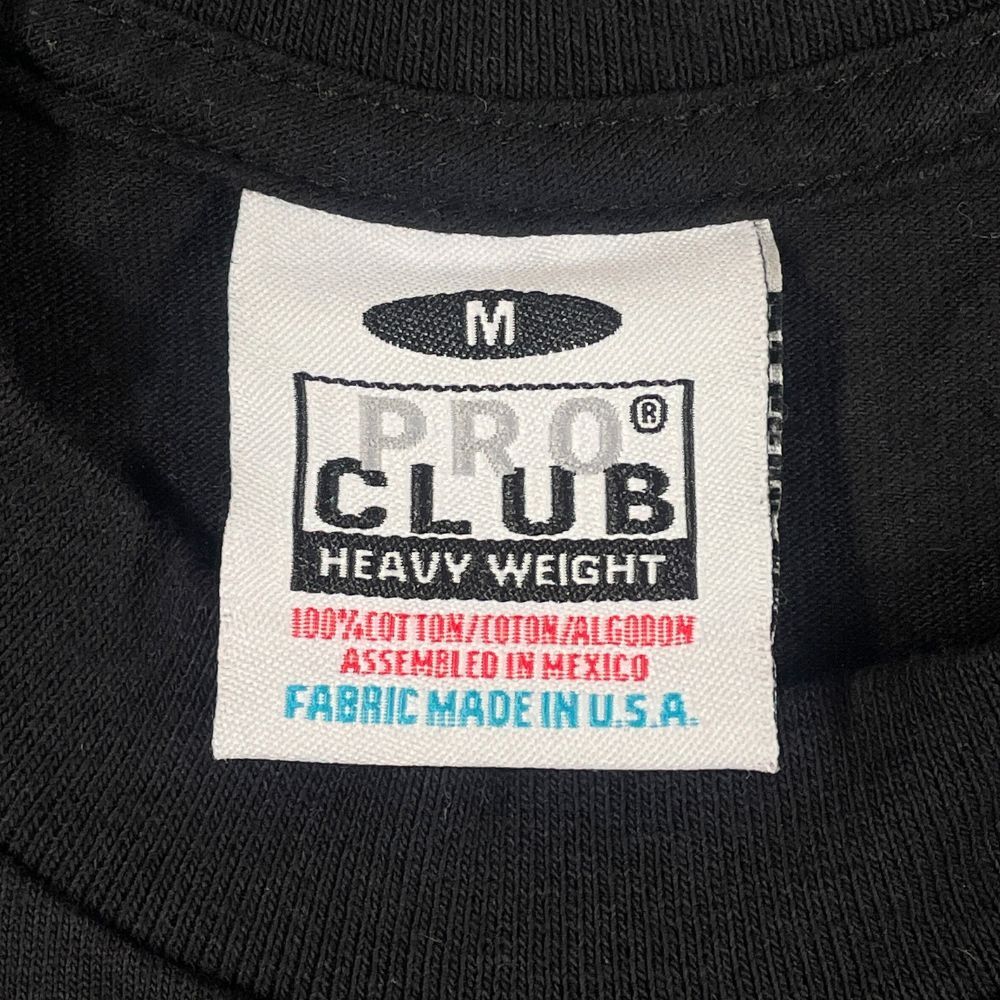 M
PRO®
CLUB
HEAVY WEIGHT
100% COTTON/COTON/ALGODON
ASSEMBLED IN MEXICO
FABRIC MADE IN U.S.A.